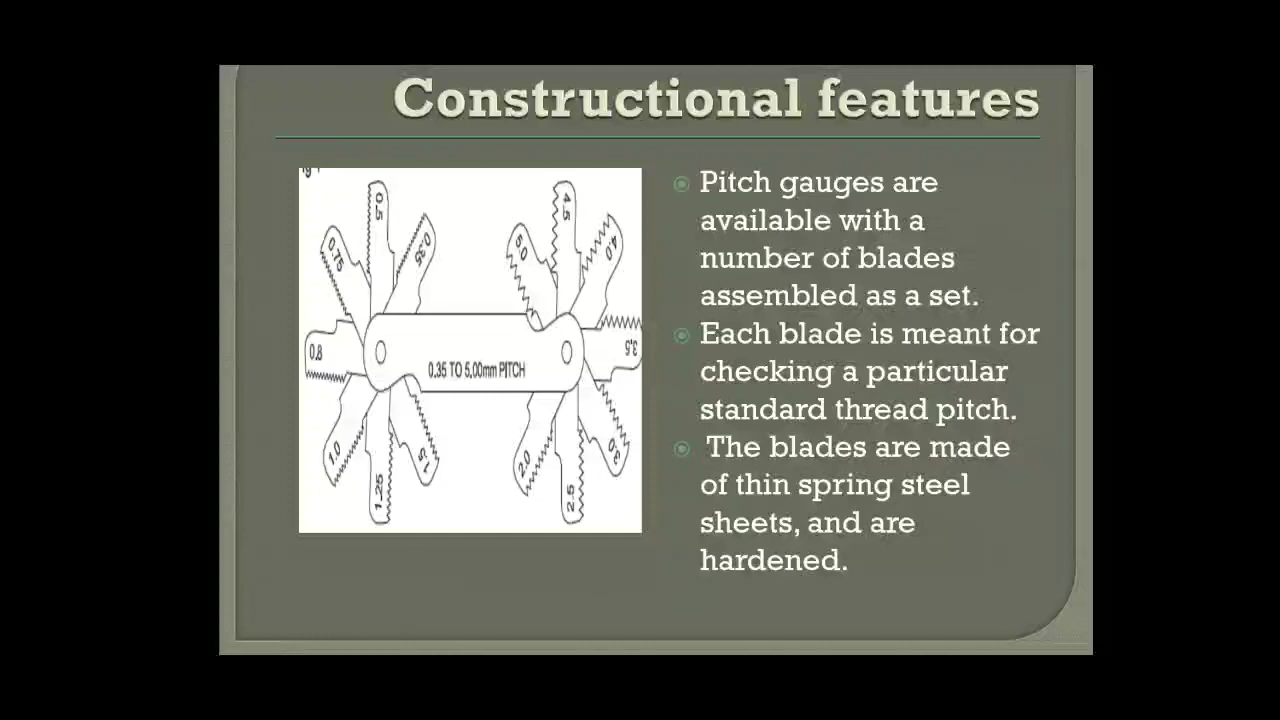 Constructional features
0.5
0.35
0.75
0.8
1.0
1.25
1.5
0.35 TO 5,00mm PITCH
4.5
5.0
4.0
3.5
3.0
2.0
2.5
Pitch gauges are
available with a
number of blades
assembled as a set.
Each blade is meant for
checking a particular
standard thread pitch.
The blades are made
of thin spring steel
sheets, and are
hardened.